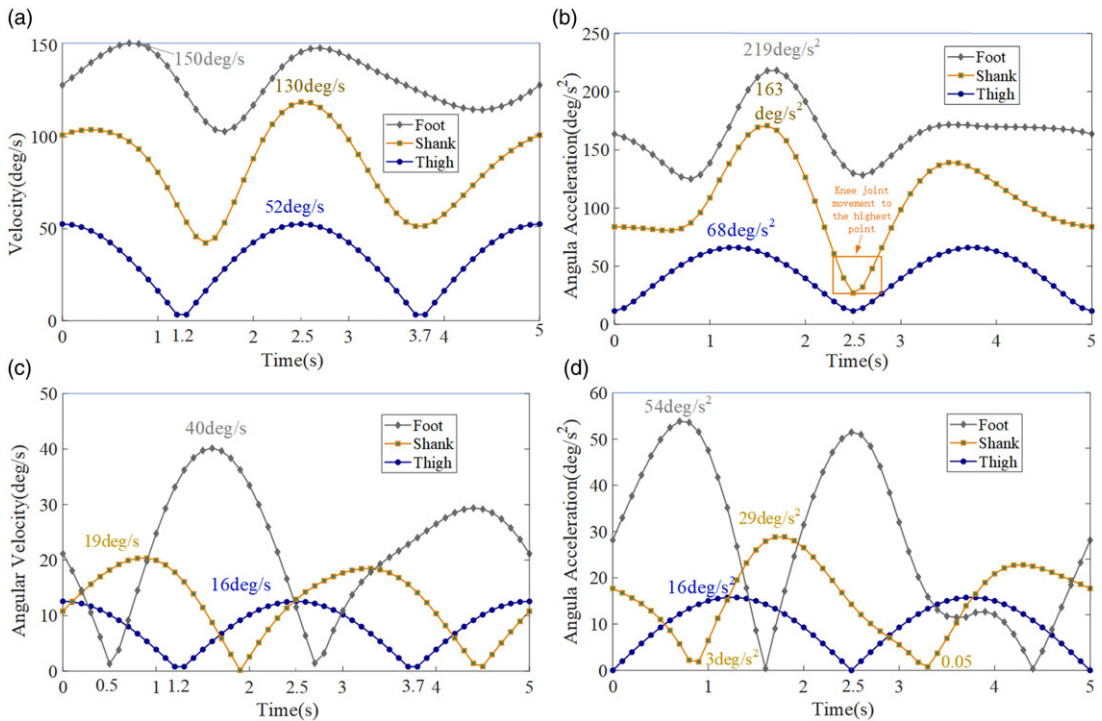 (a)
Velocity(deg/s)
150
100
50
0
150deg/s
130deg/s
52deg/s
Foot
Shank
Thigh
0 1 1.2 2 2.5 3 3.7 4 5
Time(s)
(b)
Angula Acceleration(deg/s²)
250
200
150
100
50
0
219deg/s²
163
deg/s²
68deg/s²
Knee joint
movement to
the highest
point
Foot
Shank
Thigh
0 1 2 2.5 3 4 5
Time(s)
(c)
Angular Velocity(deg/s)
50
40
30
20
10
0
40deg/s
19deg/s
16deg/s
Foot
Shank
Thigh
0 0.5 1 1.2 2 2.5 3 3.7 4 5
Time(s)
(d)
Angula Acceleration(deg/s²)
60
50
40
30
20
10
0
54deg/s²
29deg/s²
16deg/s²
3deg/s²
0.05
Foot
Shank
Thigh
0 1 2 2.5 3 4 5
Time(s)